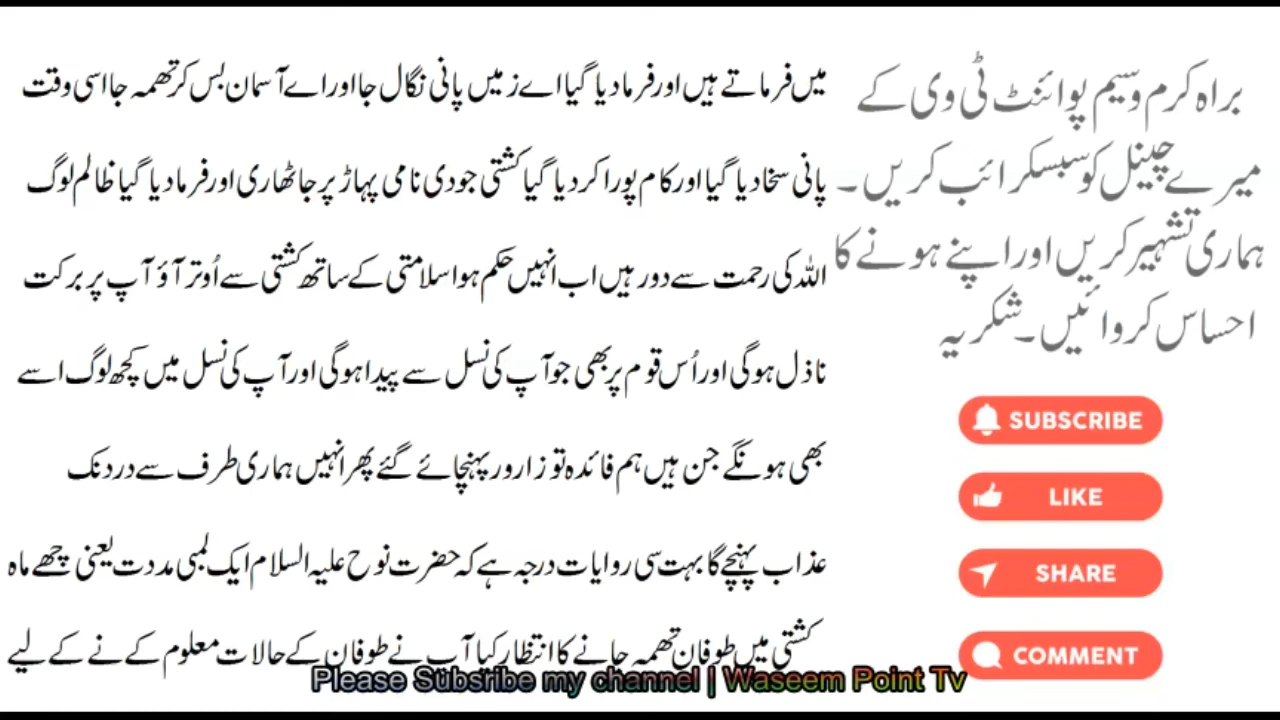 میں فرماتے ہیں اور فرما دیا گیا اے زمیں پانی نگال جا اور اے آسمان بس کر تھمہ جا اسی وقت
پانی سخا دیا گیا اور کام پورا کر دیا گیا کشتی جودی نامی پہاڑ پر جا ٹھاری اور فرما دیا گیا ظالم لوگ
اللہ کی رحمت سے دور ہیں اب انہیں حکم ہوا سلامتی کے ساتھ کشتی سے اُوتر آؤ آپ پر برکت
ناذل ہوگی اور اُس قوم پر بھی جو آپ کی نسل سے پیدا ہوگی اور آپ کی نسل میں کچھ لوگ اسے
بھی ہونگے جن ہیں ہم فائدہ تو زارور پہنچائے گئے پھر انہیں ہماری طرف سے دردنک
عذاب پہنچے گا بہت سی روایات درجہ ہے کہ حضرت نوح علیہ السلام ایک لمبی مددت یعنی چھے ماہ
کشتی میں طوفان تھمہ جانے کا انتظار کیا آپ نے طوفان کے حالات معلوم کے نے کے لیے
براہ کرم وسیم پوائنٹ ٹی وی کے
میرے چینل کو سبسکرائب کریں۔
ہماری تشہیر کریں اور اپنے ہونے کا
احساس کروائیں۔ شکریہ
SUBSCRIBE
LIKE
SHARE
COMMENT
Please Subsribe my channel | Waseem Point Tv